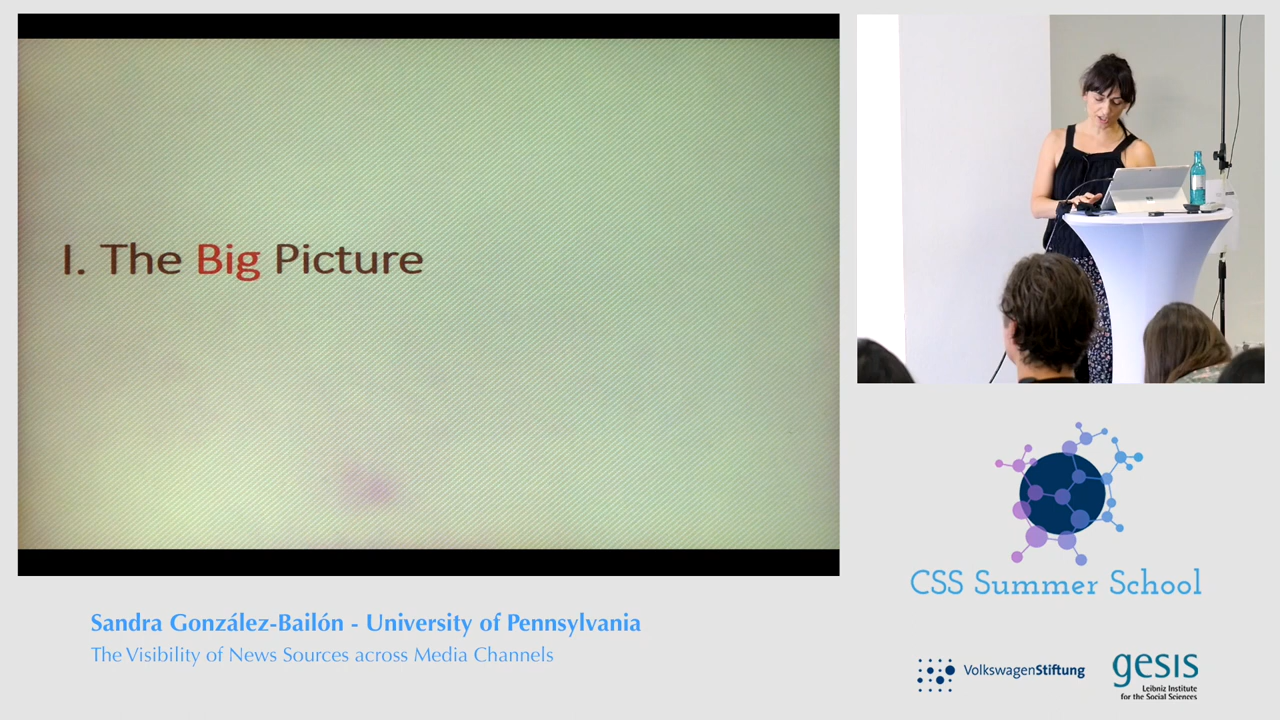 I. The Big Picture
Sandra González-Bailón - University of Pennsylvania
The Visibility of News Sources across Media Channels
CSS Summer School
VolkswagenStiftung
gesis
Leibniz Institute
for the Social Sciences